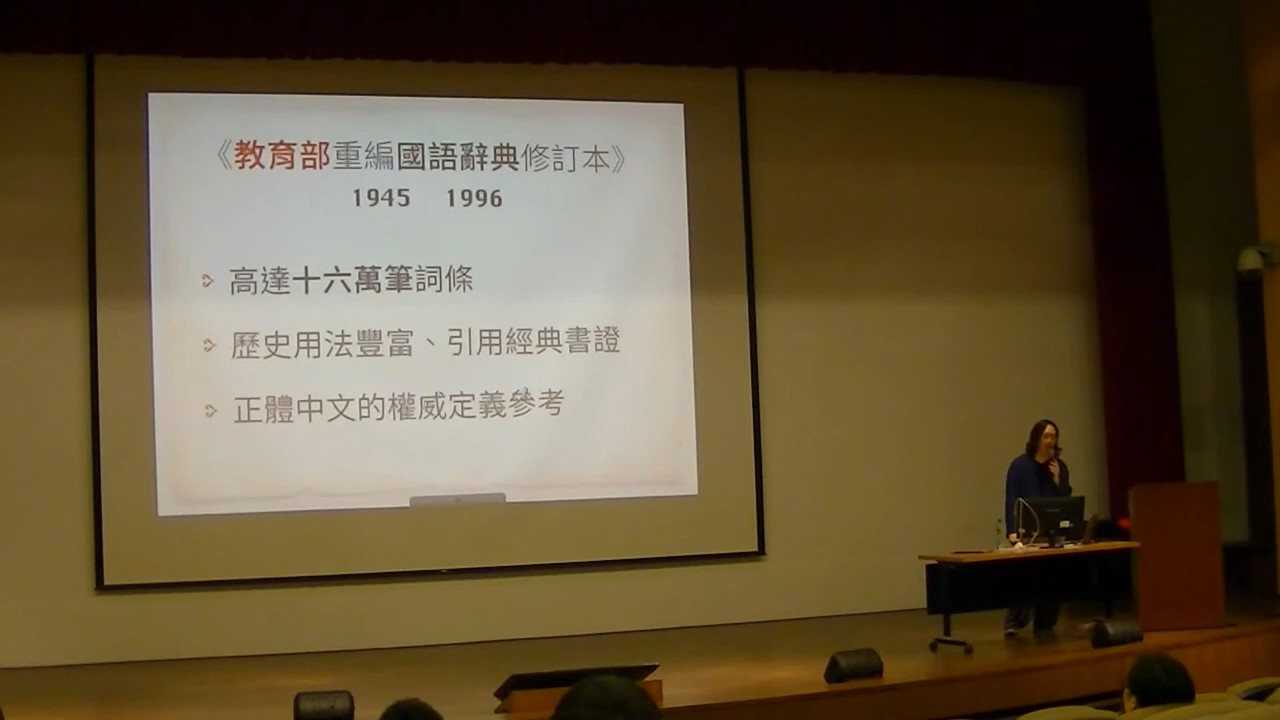 《教育部重編國語辭典修訂本》
1945 1996
高達十六萬筆詞條
歷史用法豐富、引用經典書證
正體中文的權威定義參考